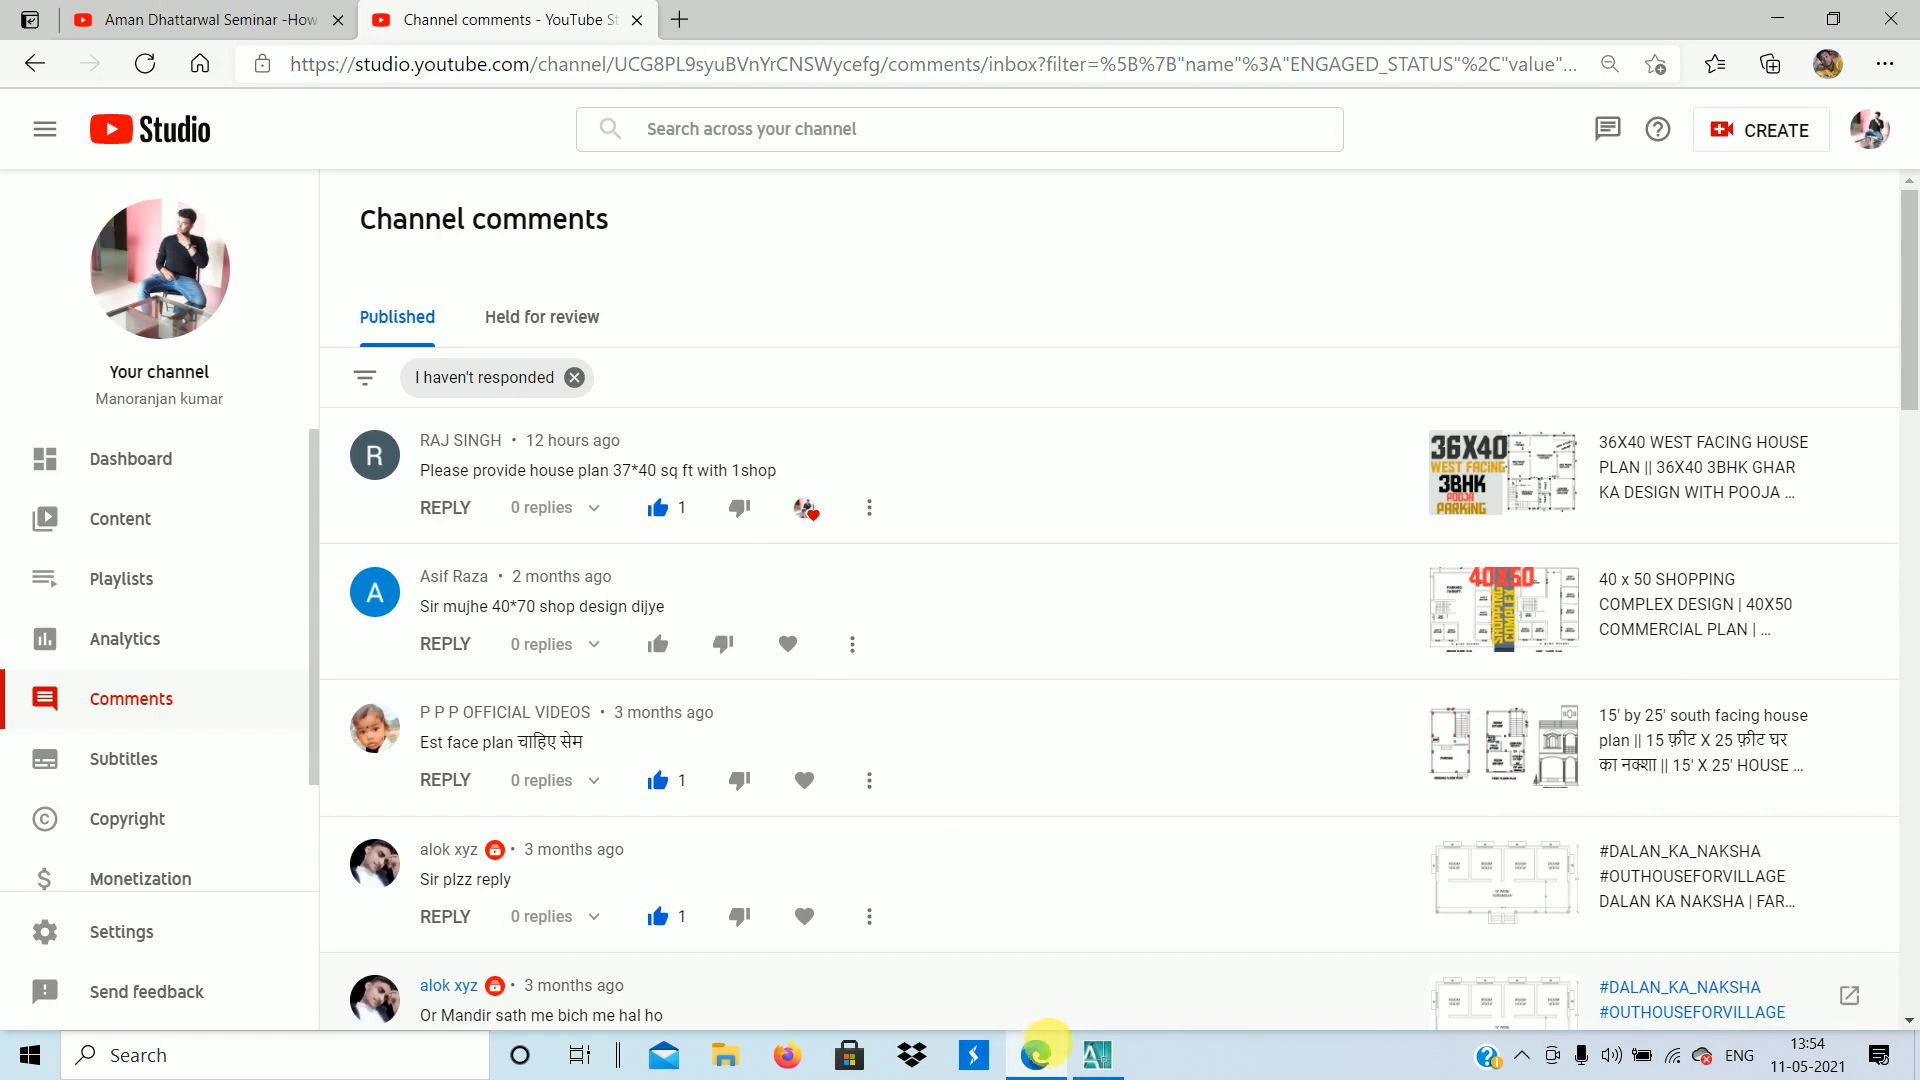 Aman Dhattarwal Seminar -How
Channel comments - YouTube St
https://studio.youtube.com/channel/UCG8PL9syuBVnYrCNSWycefg/comments/inbox?filter=%5B%7B"name"%3A"ENGAGED_STATUS"%2C"value"...
Studio
Search across your channel
CREATE
Your channel
Manoranjan kumar
Dashboard
Content
Playlists
Analytics
Comments
Subtitles
Copyright
Monetization
Settings
Send feedback
Channel comments
Published
Held for review
I haven't responded
R
RAJ SINGH • 12 hours ago
Please provide house plan 37*40 sq ft with 1shop
REPLY 0 replies 1
36X40
WEST FACING
3BHK
POOJA
PARKING
36X40 WEST FACING HOUSE
PLAN || 36X40 3BHK GHAR
KA DESIGN WITH POOJA ...
A
Asif Raza • 2 months ago
Sir mujhe 40*70 shop design dijye
REPLY 0 replies
40X50
SHOPPING
COMPLEX
40 x 50 SHOPPING
COMPLEX DESIGN | 40X50
COMMERCIAL PLAN | ...
P P P OFFICIAL VIDEOS • 3 months ago
Est face plan चाहिए सेम
REPLY 0 replies 1
15' by 25' south facing house
plan || 15 फ़ीट X 25 फ़ीट घर
का नक्शा || 15' X 25' HOUSE ...
alok xyz • 3 months ago
Sir plzz reply
REPLY 0 replies 1
#DALAN_KA_NAKSHA
#OUTHOUSEFORVILLAGE
DALAN KA NAKSHA | FAR...
alok xyz • 3 months ago
Or Mandir sath me bich me hal ho
#DALAN_KA_NAKSHA
#OUTHOUSEFORVILLAGE
Search
ENG
13:54
11-05-2021